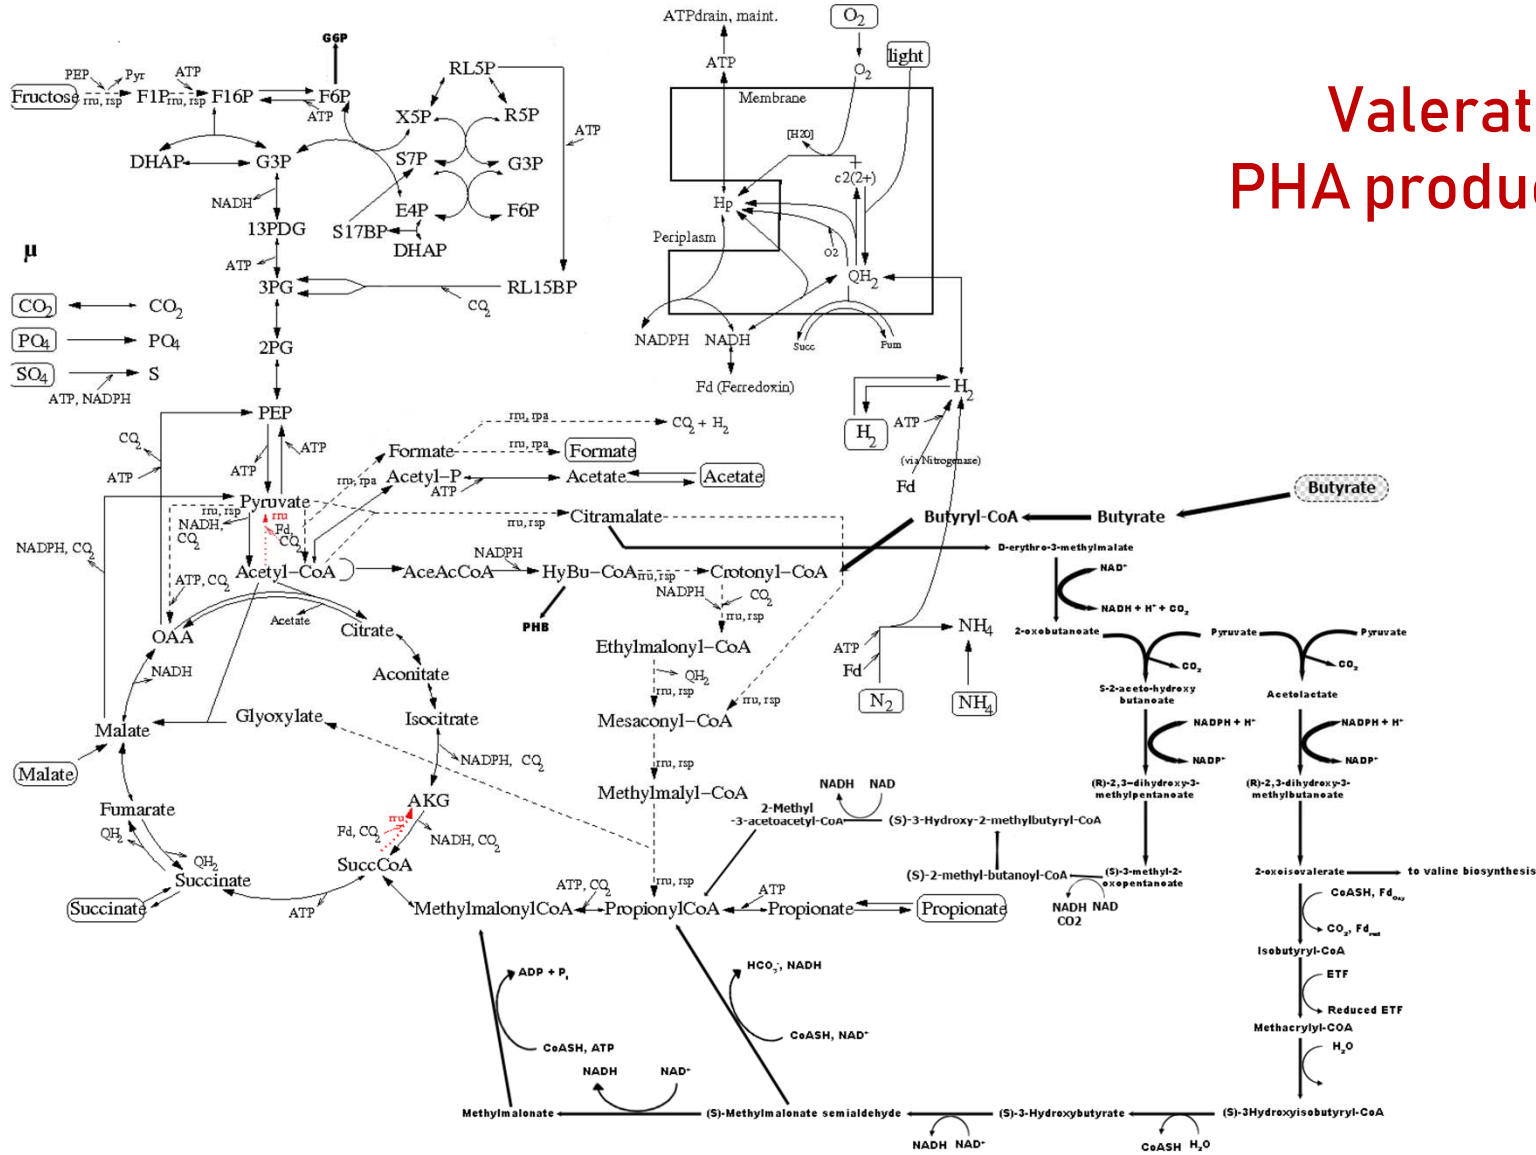 Valerat
PHA produc
G6P
PEP
Pyr
ATP
Fructose
rru, rsp
F1P
rru, rsp
F16P
F6P
ATP
RL5P
X5P
R5P
ATP
DHAP
G3P
S7P
G3P
NADH
E4P
F6P
13PDG
S17BP
DHAP
μ
ATP
3PG
RL15BP
CO2
CO2
CO2
PO4
PO4
2PG
SO4
S
ATP, NADPH
PEP
CO2
ATP
ATP
ATP
ATPdrain, maint.
O2
ATP
O2
light
Membrane
[H2O]
c2(2+)
Hp
Periplasm
O2
QH2
NADPH
NADH
Succ
Fum
Fd (Ferredoxin)
H2
H2
ATP
(via Nitrogenase)
Fd
rru, rpa
CO2 + H2
Formate
rru, rpa
Formate
rru, rpa
Acetyl-P
ATP
Acetate
Acetate
Pyruvate
rru, rsp
NADH,
CO2
rru
Fd,
CO2
rru, rsp
Citramalate
Butyryl-CoA
Butyrate
Butyrate
D-erythro-3-methylmalate
NADPH, CO2
ATP, CO2
Acetyl-CoA
AceAcCoA
NADPH
HyBu-CoA
rru, rsp
Crotonyl-CoA
NADPH
CO2
rru, rsp
NAD+
NADH + H+ + CO2
PHB
Acetate
OAA
Citrate
Ethylmalonyl-CoA
ATP
NH4
Fd
N2
NH4
2-oxobutanoate
Pyruvate
Pyruvate
CO2
CO2
NADH
Aconitate
QH2
rru, rsp
rru, rsp
S-2-aceto-hydroxy
butanoate
Acetolactate
Malate
Glyoxylate
Isocitrate
Mesaconyl-CoA
NADPH + H+
NADPH + H+
NADP+
NADP+
Malate
NADPH, CO2
rru, rsp
Methylmalyl-CoA
NADH
NAD
(R)-2,3-dihydroxy-3-
methylpentanoate
(R)-2,3-dihydroxy-3-
methylbutanoate
Fumarate
AKG
rru
Fd, CO2
NADH, CO2
2-Methyl
-3-acetoacetyl-CoA
(S)-3-Hydroxy-2-methylbutyryl-CoA
QH2
QH2
SuccCoA
Succinate
rru, rsp
(S)-2-methyl-butanoyl-CoA
(S)-3-methyl-2-
oxopentanoate
2-oxoisovalerate
to valine biosynthesis
Succinate
ATP
MethylmalonylCoA
ATP, CO2
PropionylCoA
ATP
Propionate
Propionate
NADH NAD
CO2
CoASH, Fdoxy
CO2, Fdred
Isobutyryl-CoA
ADP + Pi
HCO3-, NADH
ETF
Reduced ETF
CoASH, ATP
CoASH, NAD+
Methacrylyl-COA
H2O
NADH
NAD+
Methylmalonate
(S)-Methylmalonate semialdehyde
(S)-3-Hydroxybutyrate
(S)-3Hydroxyisobutyryl-CoA
NADH NAD+
CoASH H2O